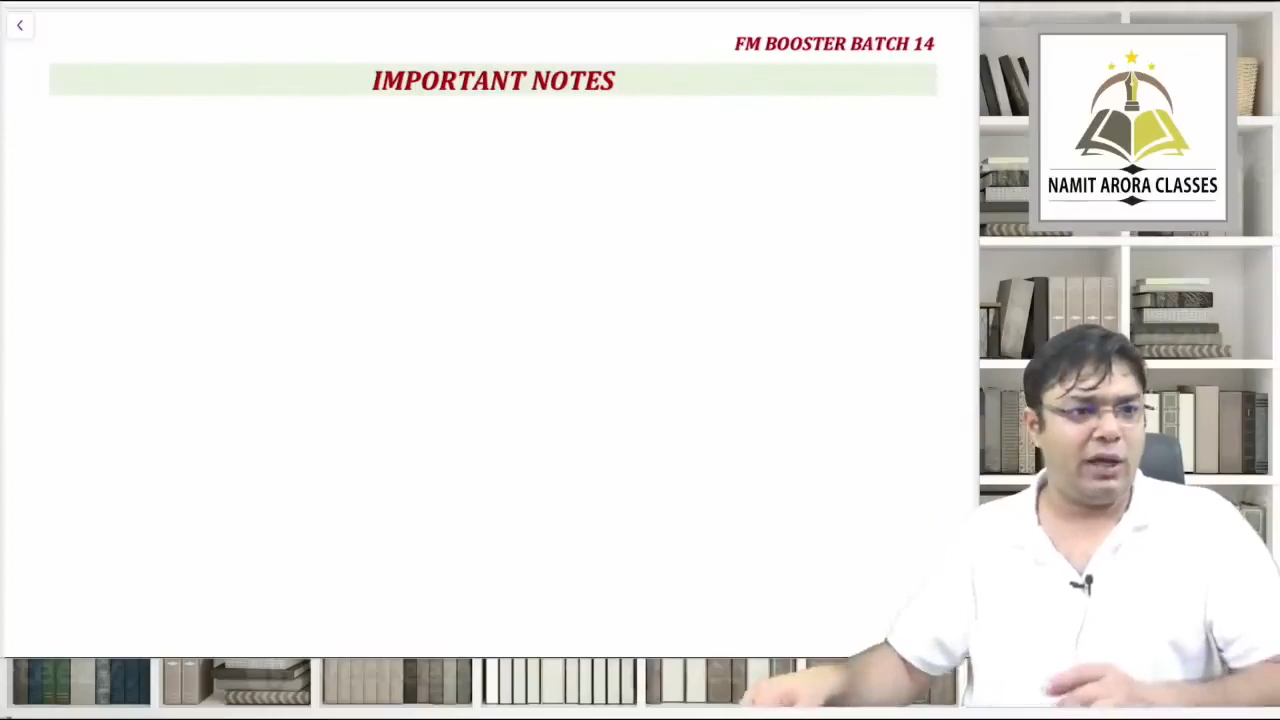 FM BOOSTER BATCH 14
IMPORTANT NOTES
NAMIT ARORA CLASSES